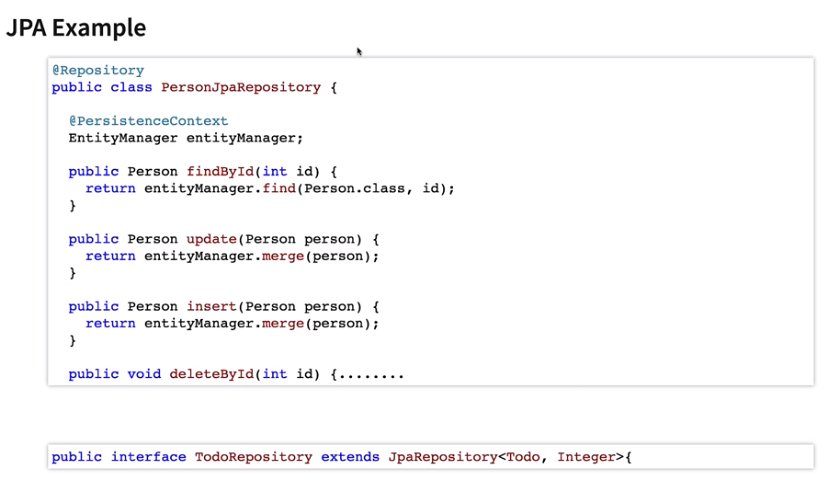 JPA Example
@Repository
public class PersonJpaRepository {
@PersistenceContext
EntityManager entityManager;
public Person findById(int id) {
return entityManager.find(Person.class, id);
}
public Person update(Person person) {
return entityManager.merge(person);
}
public Person insert(Person person) {
return entityManager.merge(person);
}
public void deleteById(int id) {........
public interface TodoRepository extends JpaRepository<Todo, Integer>{